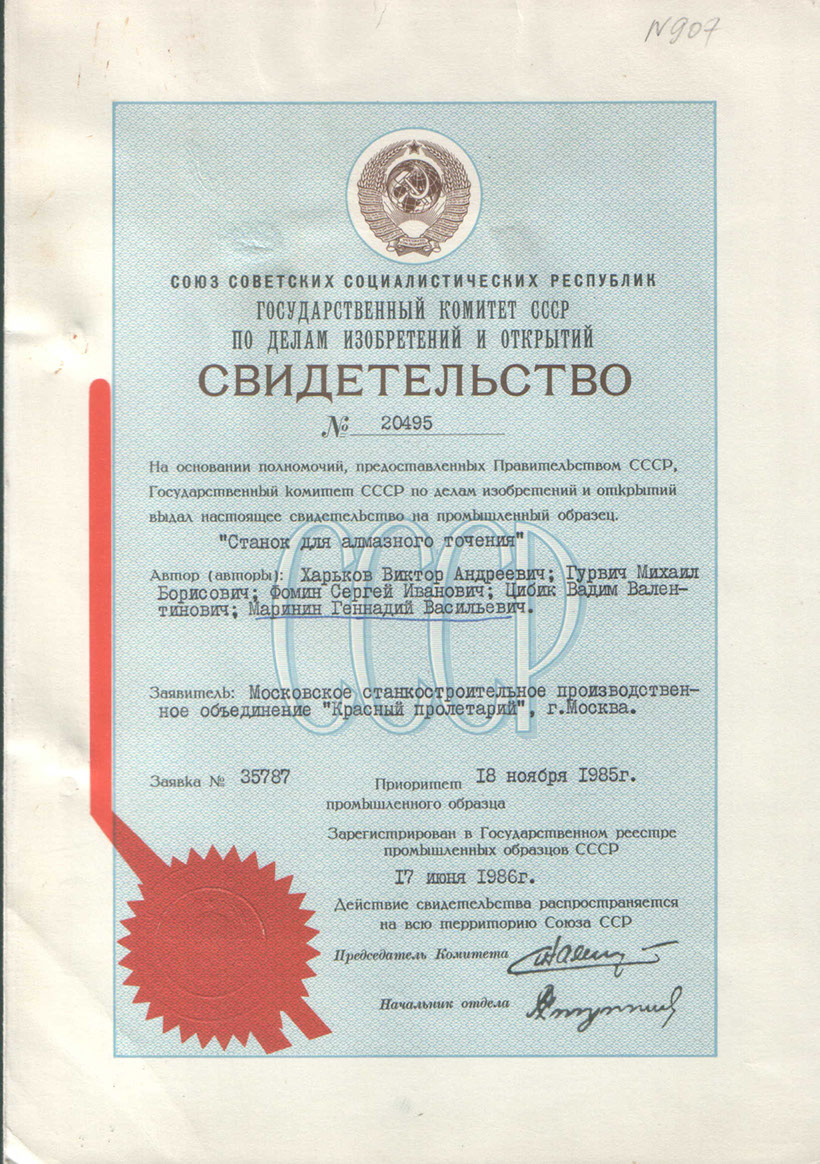 N907
СОЮЗ СОВЕТСКИХ СОЦИАЛИСТИЧЕСКИХ РЕСПУБЛИК
ГОСУДАРСТВЕННЫЙ КОМИТЕТ СССР
ПО ДЕЛАМ ИЗОБРЕТЕНИЙ И ОТКРЫТИЙ
СВИДЕТЕЛЬСТВО
№ 20495
На основании полномочий, предоставленных Правительством СССР,
Государственный комитет СССР по делам изобретений и открытий
выдал настоящее свидетельство на промышленный образец.
"Станок для алмазного точения"
Автор (авторы): Харьков Виктор Андреевич; Гурвич Михаил
Борисович; Фомин Сергей Иванович; Цибик Вадим Вален-
тинович; Маринин Геннадий Васильевич.
СССР
Заявитель: Московское станкостроительное производствен-
ное объединение "Красный пролетарий", г.Москва.
Заявка № 35787 Приоритет 18 ноября 1985г.
промышленного образца
Зарегистрирован в Государственном реестре
промышленных образцов СССР
17 июня 1986г.
Действие свидетельства распространяется
на всю территорию Союза ССР
Председатель Комитета
Начальник отдела